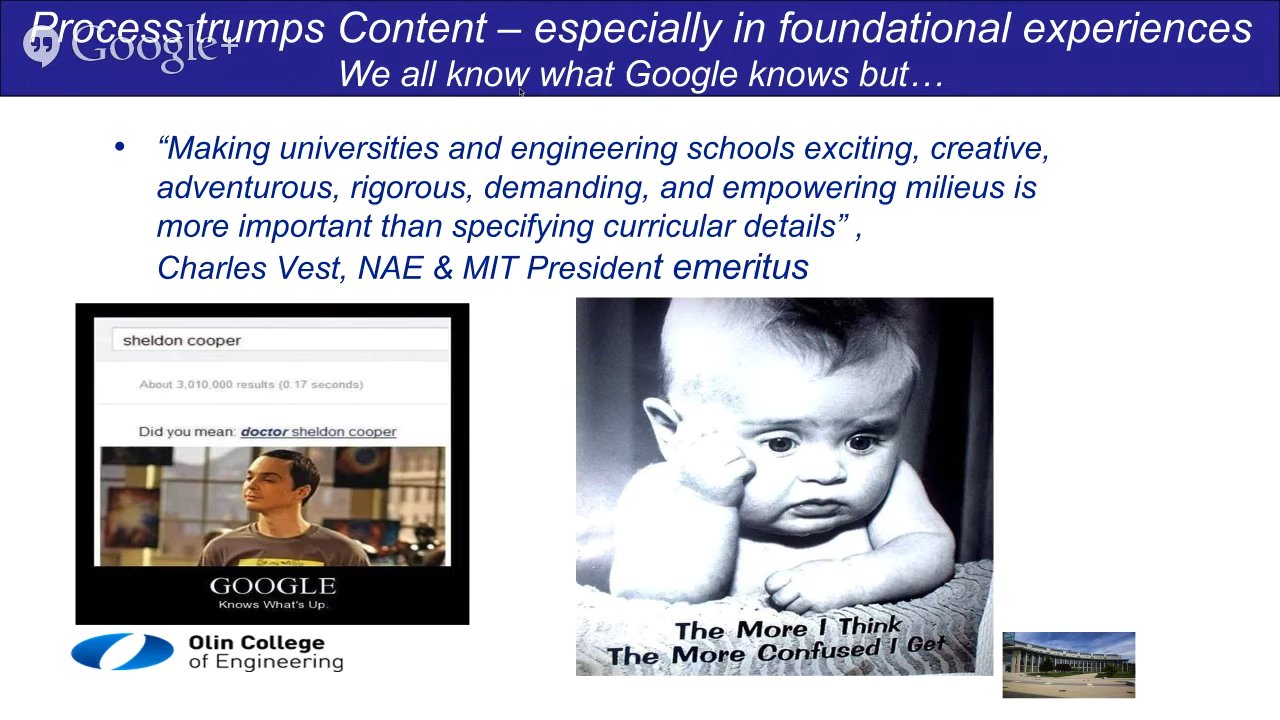 Process trumps Content – especially in foundational experiences
Google+
We all know what Google knows but…
• “Making universities and engineering schools exciting, creative,
adventurous, rigorous, demanding, and empowering milieus is
more important than specifying curricular details” ,
Charles Vest, NAE & MIT President emeritus
sheldon cooper
About 3,010,000 results (0.17 seconds)
Did you mean: doctor sheldon cooper
GOOGLE
Knows What's Up.
The More I Think
The More Confused I Get
Olin College
of Engineering